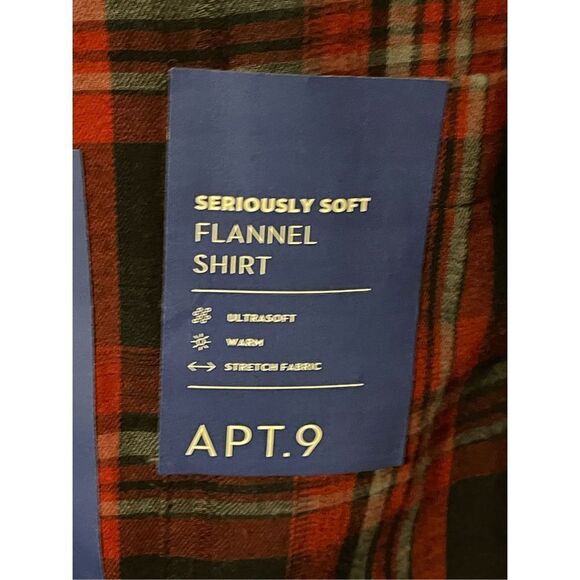 SERIOUSLY SOFT
FLANNEL
SHIRT
ULTRASOFT
WARM
STRETCH FABRIC
APT.9